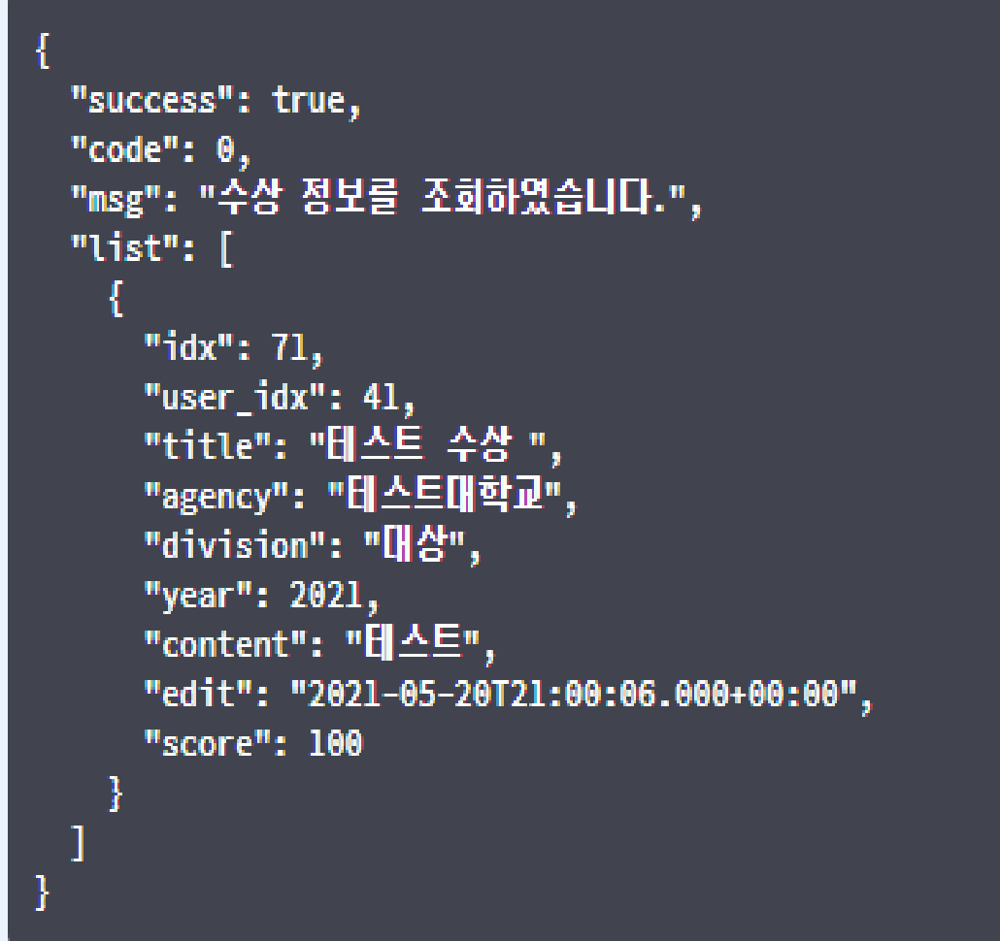 {
  "success": true,
  "code": 0,
  "msg": "수상 정보를 조회하였습니다.",
  "list": [
    {
      "idx": 71,
      "user_idx": 41,
      "title": "테스트 수상 ",
      "agency": "테스트대학교",
      "division": "대상",
      "year": 2021,
      "content": "테스트",
      "edit": "2021-05-20T21:00:06.000+00:00",
      "score": 100
    }
  ]
}